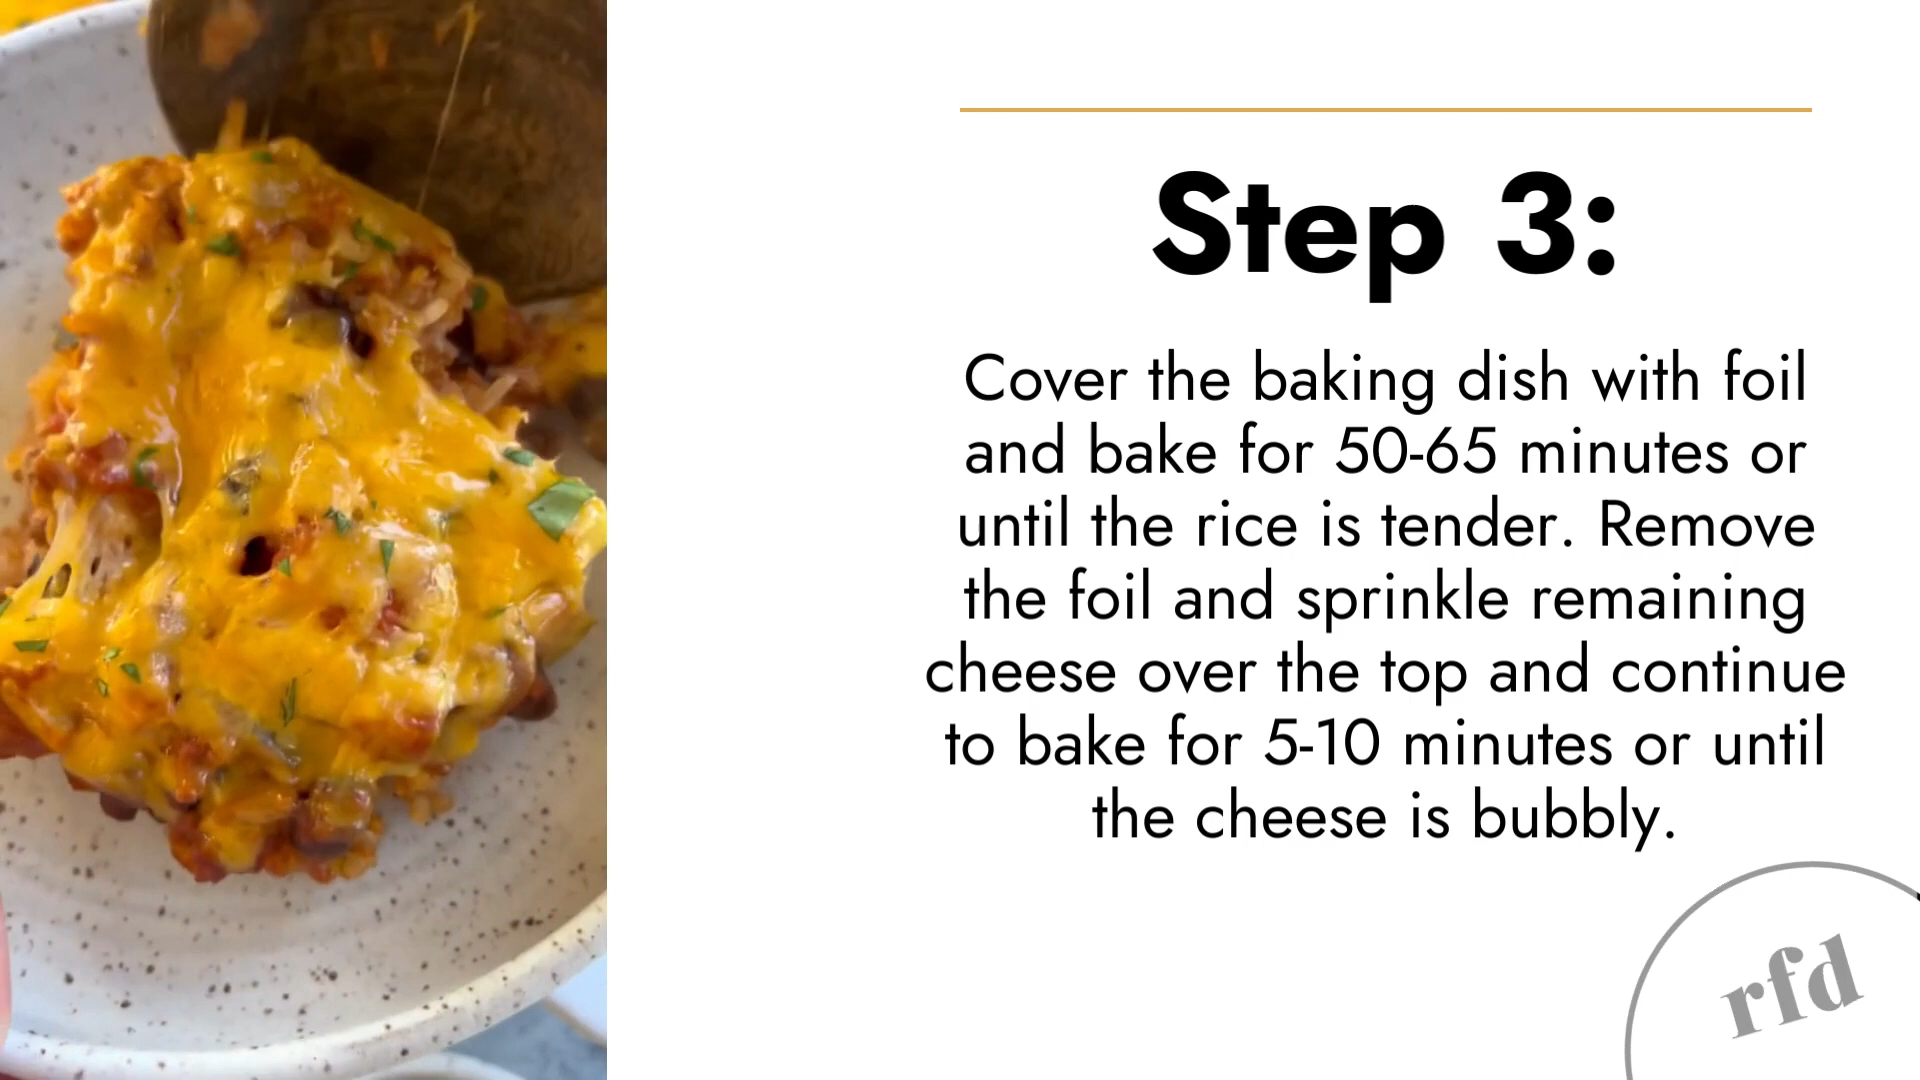 Step 3:
Cover the baking dish with foil
and bake for 50-65 minutes or
until the rice is tender. Remove
the foil and sprinkle remaining
cheese over the top and continue
to bake for 5-10 minutes or until
the cheese is bubbly.
rfd